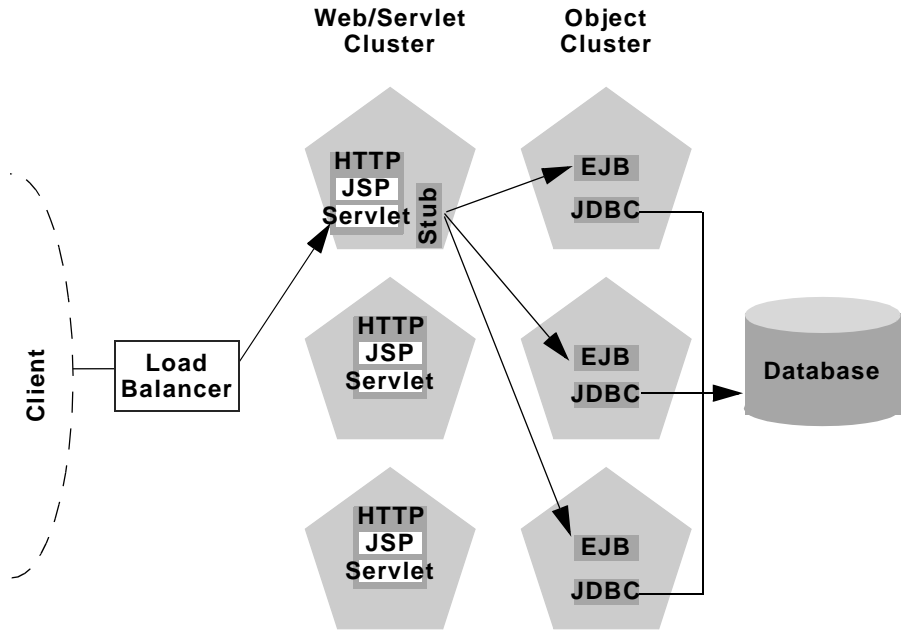 Web/Servlet
Cluster
Object
Cluster
HTTP
JSP
Servlet
Stub
EJB
JDBC
Client
Load
Balancer
HTTP
JSP
Servlet
EJB
JDBC
Database
HTTP
JSP
Servlet
EJB
JDBC